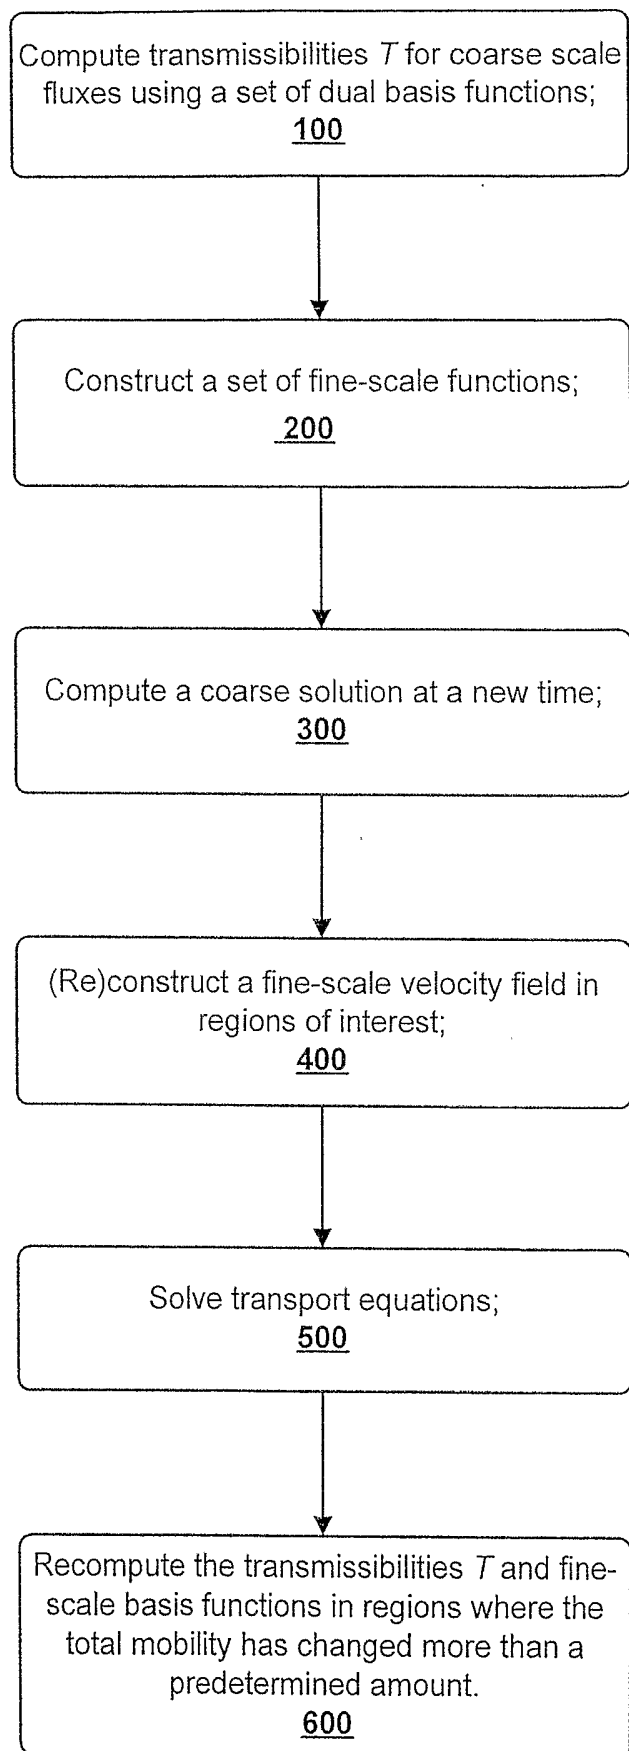 Compute transmissibilities T for coarse scale
fluxes using a set of dual basis functions;
100
Construct a set of fine-scale functions;
200
Compute a coarse solution at a new time;
300
(Re)construct a fine-scale velocity field in
regions of interest;
400
Solve transport equations;
500
Recompute the transmissibilities T and fine-
scale basis functions in regions where the
total mobility has changed more than a
predetermined amount.
600